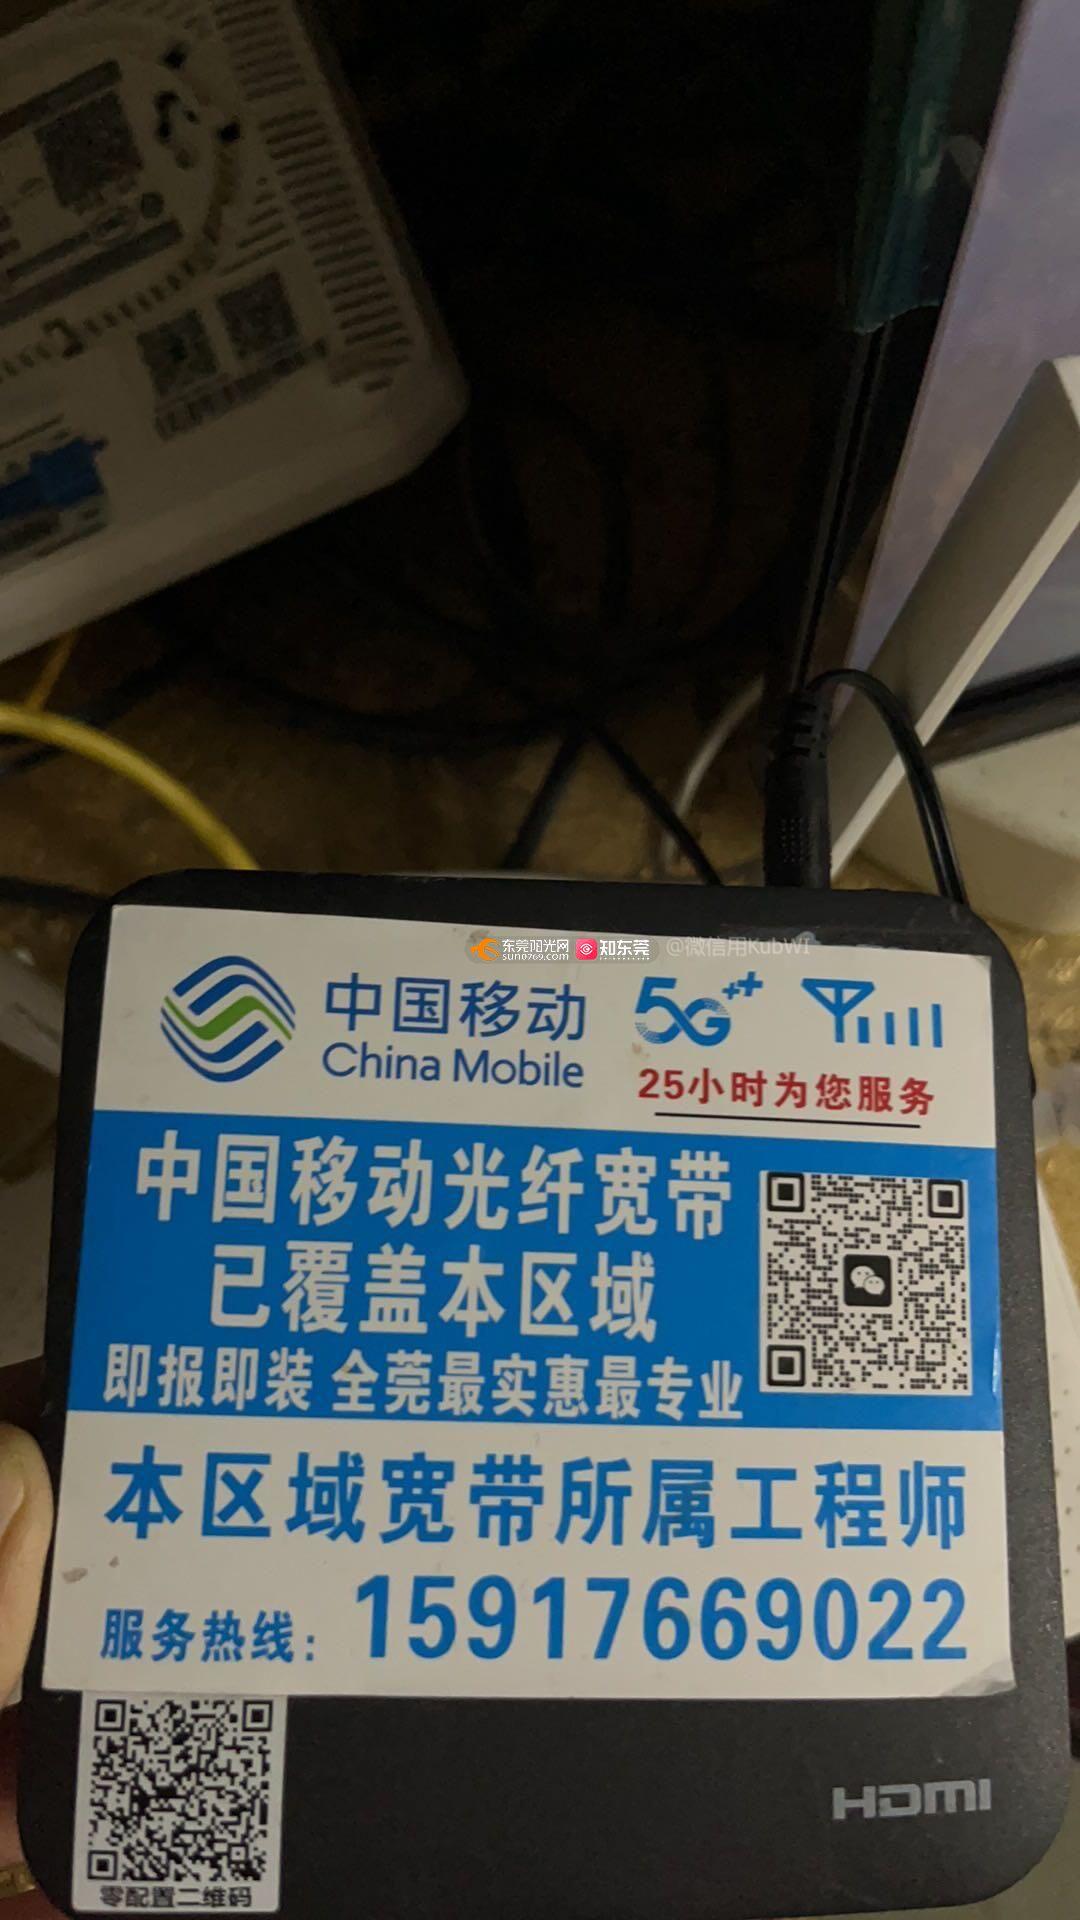 东莞阳光网 知东莞 @微信用KubWI
sun0769.com
中国移动 5G++
China Mobile
25小时为您服务
中国移动光纤宽带
已覆盖本区域
即报即装 全莞最实惠最专业
本区域宽带所属工程师
服务热线：15917669022
HDMI
零配置二维码